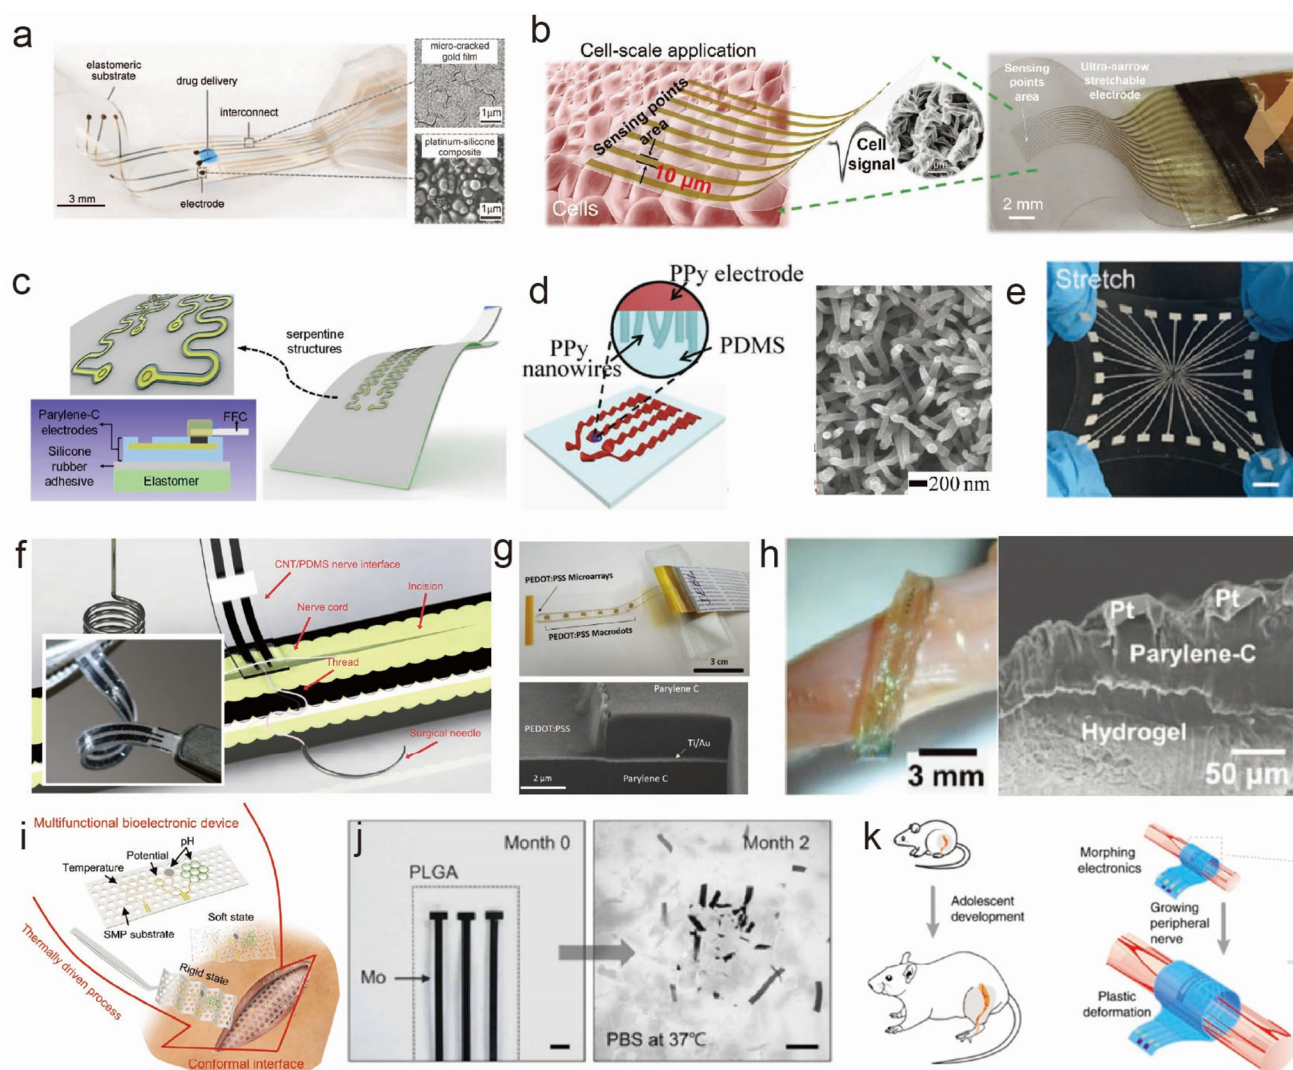 a
elastomeric
substrate
drug delivery
interconnect
electrode
3 mm
micro-cracked
gold film
1μm
platinum-silicone
composite
1μm
b
Cell-scale application
Sensing points
area
10 μm
Cells
Cell
signal
Sensing
points
area
Ultra-narrow
stretchable
electrode
2 mm
c
serpentine
structures
Parylene-C
electrodes
FFC
Silicone
rubber
adhesive
Elastomer
d
PPy electrode
PPy
nanowires
PDMS
200 nm
e
Stretch
f
CNT/PDMS nerve interface
Incision
Nerve cord
Thread
Surgical needle
g
PEDOT:PSS Microarrays
PEDOT:PSS Macrodots
3 cm
Parylene C
PEDOT:PSS
Ti/Au
2 μm
Parylene C
h
3 mm
Pt
Pt
Parylene-C
Hydrogel
50 μm
i
Multifunctional bioelectronic device
pH
Potential
Temperature
SMP substrate
Soft state
Rigid state
Thermally driven process
Conformal interface
j
Month 0
PLGA
Mo
Month 2
PBS at 37℃
k
Adolescent
development
Morphing
electronics
Growing
peripheral
nerve
Plastic
deformation